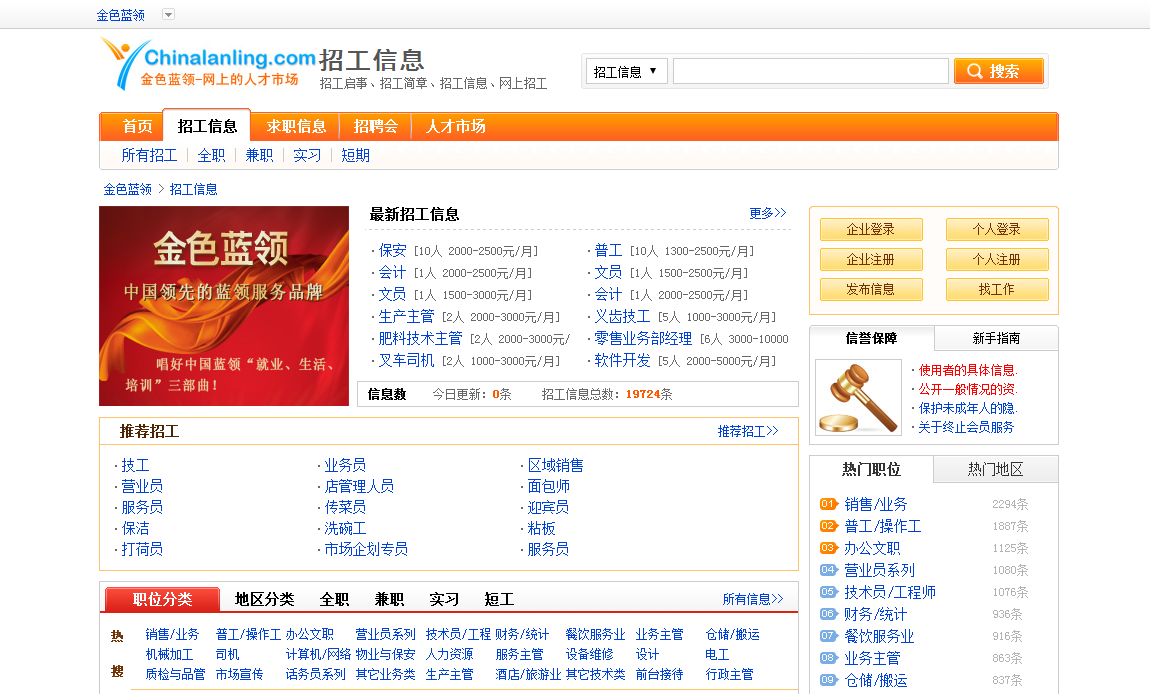 金色蓝领
Chinalanling.com
金色蓝领-网上的人才市场
招工信息
招工启事、招工简章、招工信息、网上招工
招工信息 ▼ 搜索
首页 招工信息 求职信息 招聘会 人才市场
所有招工 全职 兼职 实习 短期
金色蓝领 > 招工信息
金色蓝领
中国领先的蓝领服务品牌
唱好中国蓝领“就业、生活、
培训”三部曲！
最新招工信息 更多>>
·保安 [10人 2000-2500元/月] ·普工 [10人 1300-2500元/月]
·会计 [1人 2000-2500元/月] ·文员 [1人 1500-2500元/月]
·文员 [1人 1500-3000元/月] ·会计 [1人 2000-2500元/月]
·生产主管 [2人 2000-3000元/月] ·义齿技工 [5人 1000-3000元/月]
·肥料技术主管 [2人 2000-3000元/ ·零售业务部经理 [6人 3000-10000
·叉车司机 [2人 1000-3000元/月] ·软件开发 [5人 2000-5000元/月]
信息数 今日更新：0条 招工信息总数：19724条
企业登录 个人登录
企业注册 个人注册
发布信息 找工作
信誉保障 新手指南
·使用者的具体信息.
·公开一般情况的资.
·保护未成年人的隐.
·关于终止会员服务
推荐招工 推荐招工>>
·技工 ·业务员 ·区域销售
·营业员 ·店管理人员 ·面包师
·服务员 ·传菜员 ·迎宾员
·保洁 ·洗碗工 ·粘板
·打荷员 ·市场企划专员 ·服务员
热门职位 热门地区
01 销售/业务 2294条
02 普工/操作工 1887条
03 办公文职 1125条
04 营业员系列 1080条
05 技术员/工程师 1076条
06 财务/统计 936条
07 餐饮服务业 916条
08 业务主管 863条
09 仓储/搬运 837条
职位分类 地区分类 全职 兼职 实习 短工 所有信息>>
热 销售/业务 普工/操作工 办公文职 营业员系列 技术员/工程 财务/统计 餐饮服务业 业务主管 仓储/搬运
机械加工 司机 计算机/网络 物业与保安 人力资源 服务主管 设备维修 设计 电工
搜 质检与品管 市场宣传 话务员系列 其它业务类 生产主管 酒店/旅游业 其它技术类 前台接待 行政主管